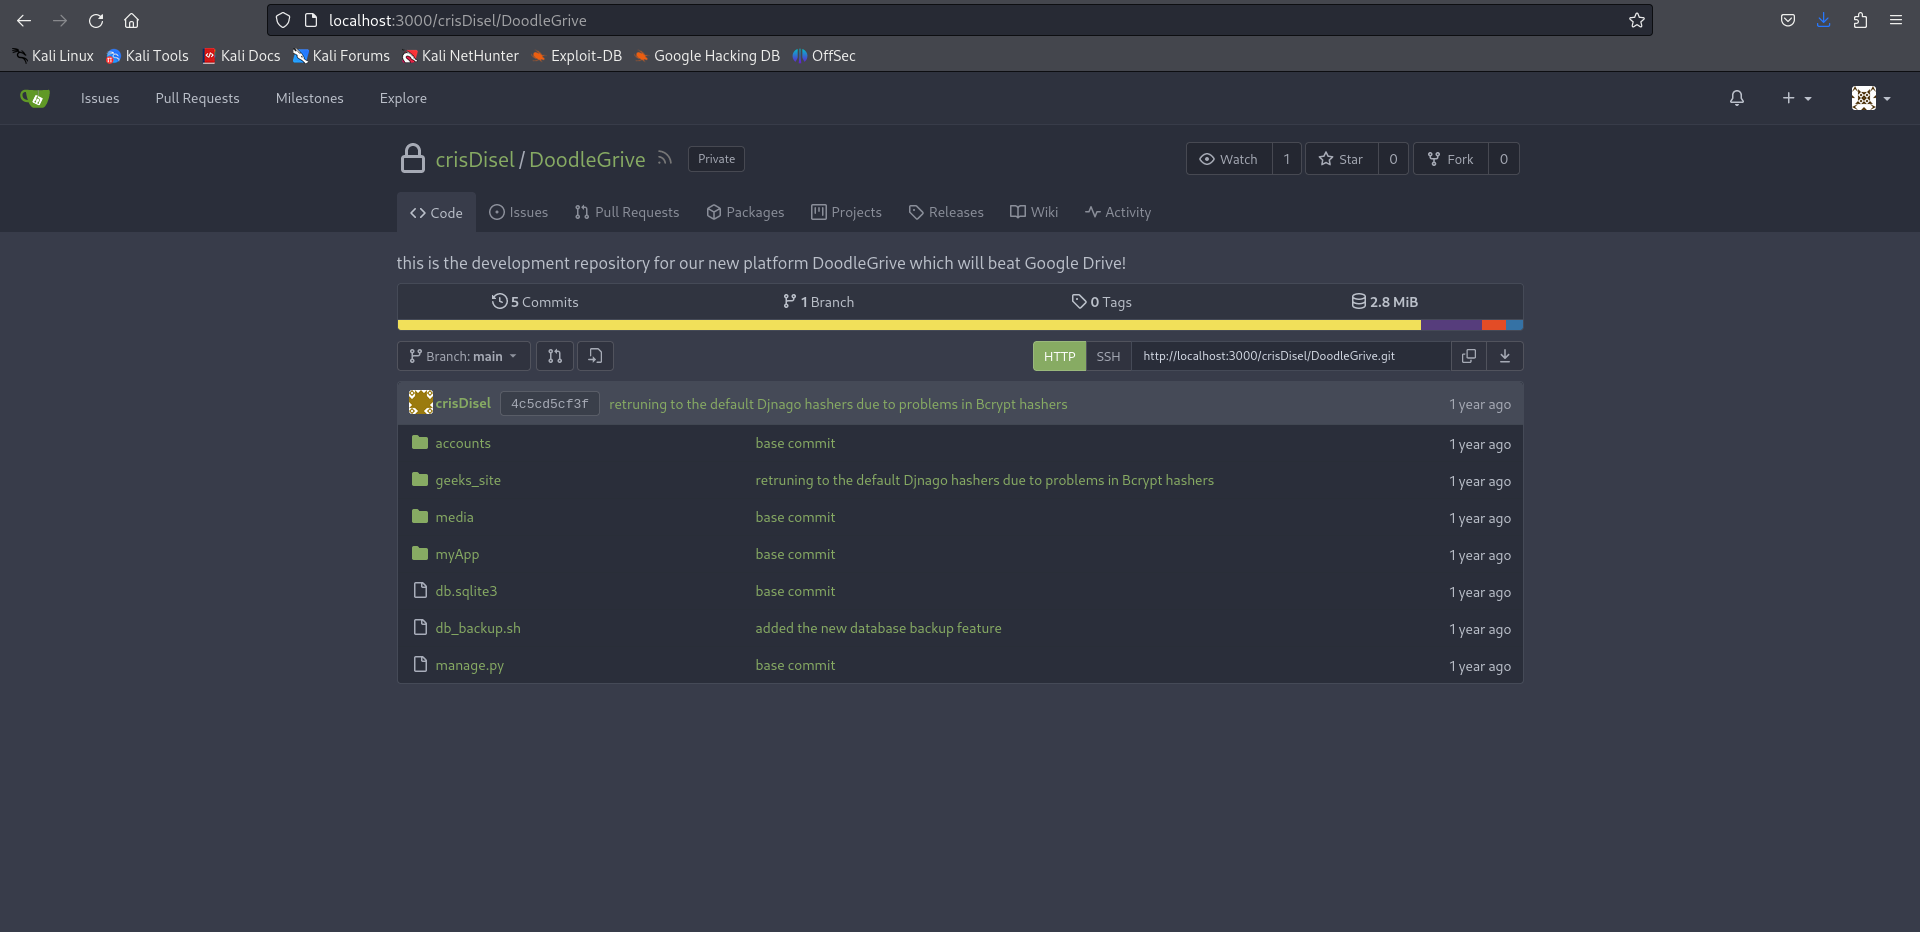 localhost:3000/crisDisel/DoodleGrive
Kali Linux Kali Tools Kali Docs Kali Forums Kali NetHunter Exploit-DB Google Hacking DB OffSec
Issues Pull Requests Milestones Explore
crisDisel / DoodleGrive Private Watch 1 Star 0 Fork 0
Code Issues Pull Requests Packages Projects Releases Wiki Activity
this is the development repository for our new platform DoodleGrive which will beat Google Drive!
5 Commits 1 Branch 0 Tags 2.8 MiB
Branch: main HTTP SSH http://localhost:3000/crisDisel/DoodleGrive.git
crisDisel 4c5cd5cf3f retruning to the default Djnago hashers due to problems in Bcrypt hashers 1 year ago
accounts base commit 1 year ago
geeks_site retruning to the default Djnago hashers due to problems in Bcrypt hashers 1 year ago
media base commit 1 year ago
myApp base commit 1 year ago
db.sqlite3 base commit 1 year ago
db_backup.sh added the new database backup feature 1 year ago
manage.py base commit 1 year ago